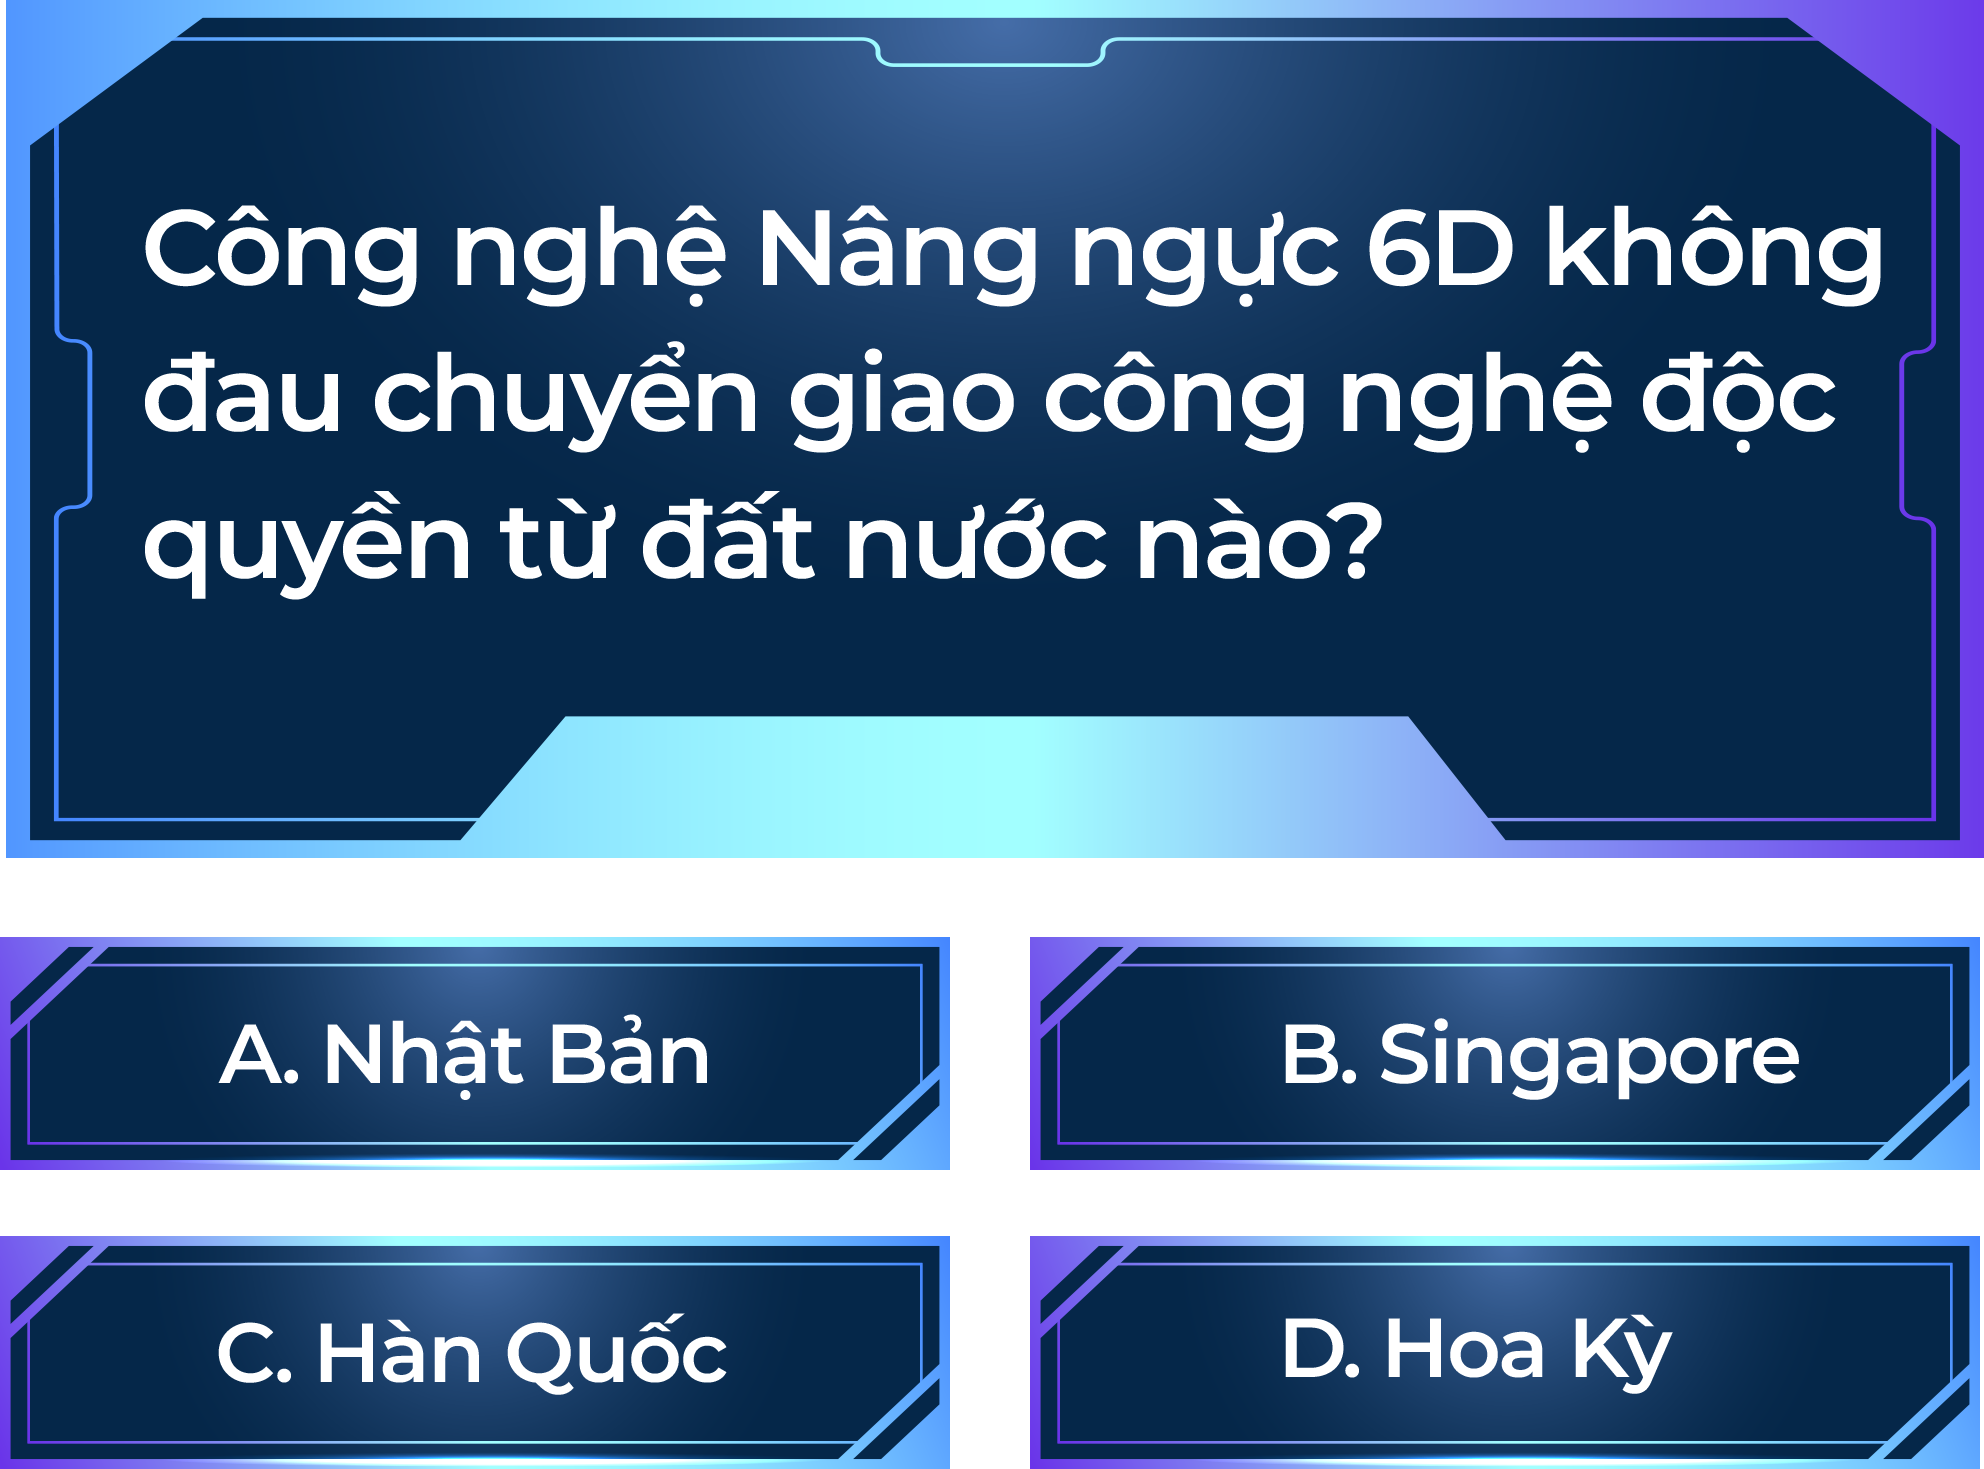 Công nghệ Nâng ngực 6D không
đau chuyển giao công nghệ độc
quyền từ đất nước nào?
A. Nhật Bản
B. Singapore
C. Hàn Quốc
D. Hoa Kỳ